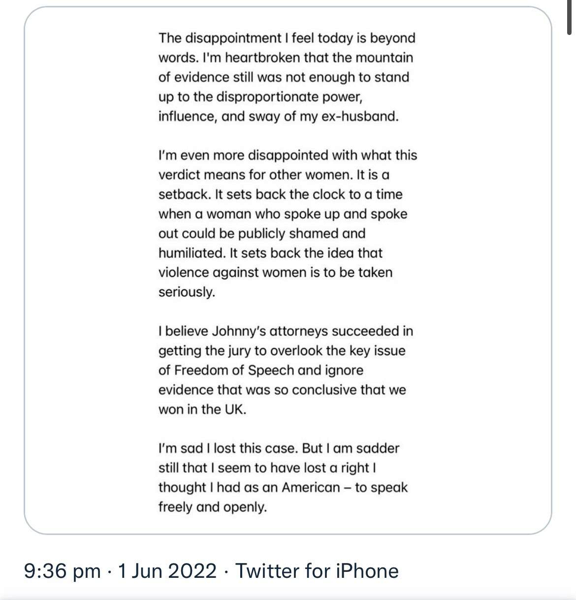 The disappointment I feel today is beyond
words. I'm heartbroken that the mountain
of evidence still was not enough to stand
up to the disproportionate power,
influence, and sway of my ex-husband.
I'm even more disappointed with what this
verdict means for other women. It is a
setback. It sets back the clock to a time
when a woman who spoke up and spoke
out could be publicly shamed and
humiliated. It sets back the idea that
violence against women is to be taken
seriously.
I believe Johnny's attorneys succeeded in
getting the jury to overlook the key issue
of Freedom of Speech and ignore
evidence that was so conclusive that we
won in the UK.
I'm sad I lost this case. But I am sadder
still that I seem to have lost a right I
thought I had as an American – to speak
freely and openly.
9:36 pm · 1 Jun 2022 · Twitter for iPhone